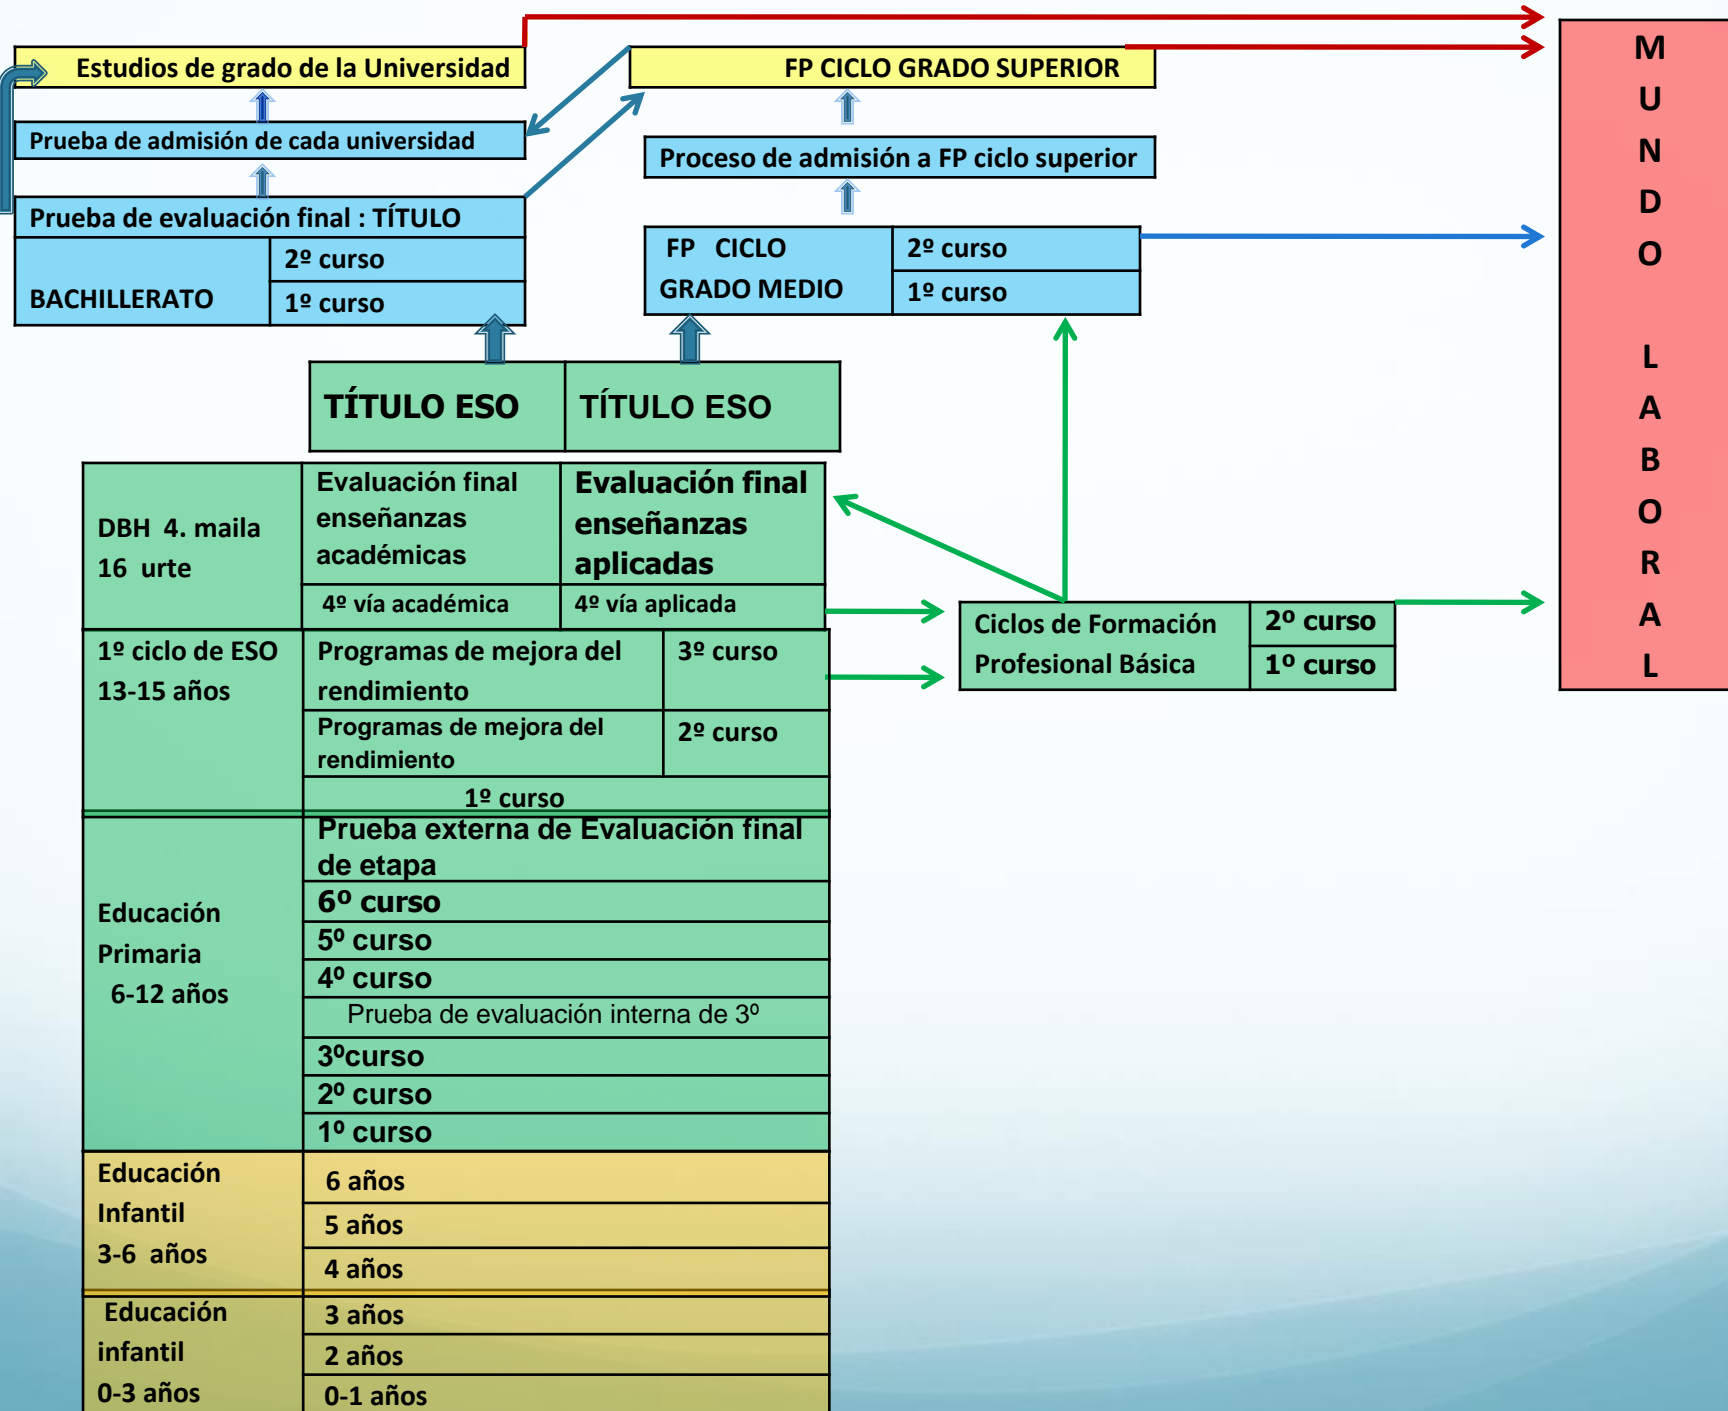 Estudios de grado de la Universidad
FP CICLO GRADO SUPERIOR
Prueba de admisión de cada universidad
Proceso de admisión a FP ciclo superior
Prueba de evaluación final : TÍTULO
BACHILLERATO
2º curso
1º curso
FP CICLO
GRADO MEDIO
2º curso
1º curso
TÍTULO ESO
TÍTULO ESO
DBH 4. maila
16 urte
Evaluación final
enseñanzas
académicas
Evaluación final
enseñanzas
aplicadas
4º vía académica
4º vía aplicada
Ciclos de Formación
Profesional Básica
2º curso
1º curso
1º ciclo de ESO
13-15 años
Programas de mejora del
rendimiento
3º curso
Programas de mejora del
rendimiento
2º curso
1º curso
Educación
Primaria
6-12 años
Prueba externa de Evaluación final
de etapa
6º curso
5º curso
4º curso
Prueba de evaluación interna de 3º
3ºcurso
2º curso
1º curso
Educación
Infantil
3-6 años
6 años
5 años
4 años
Educación
infantil
0-3 años
3 años
2 años
0-1 años
M
U
N
D
O
L
A
B
O
R
A
L